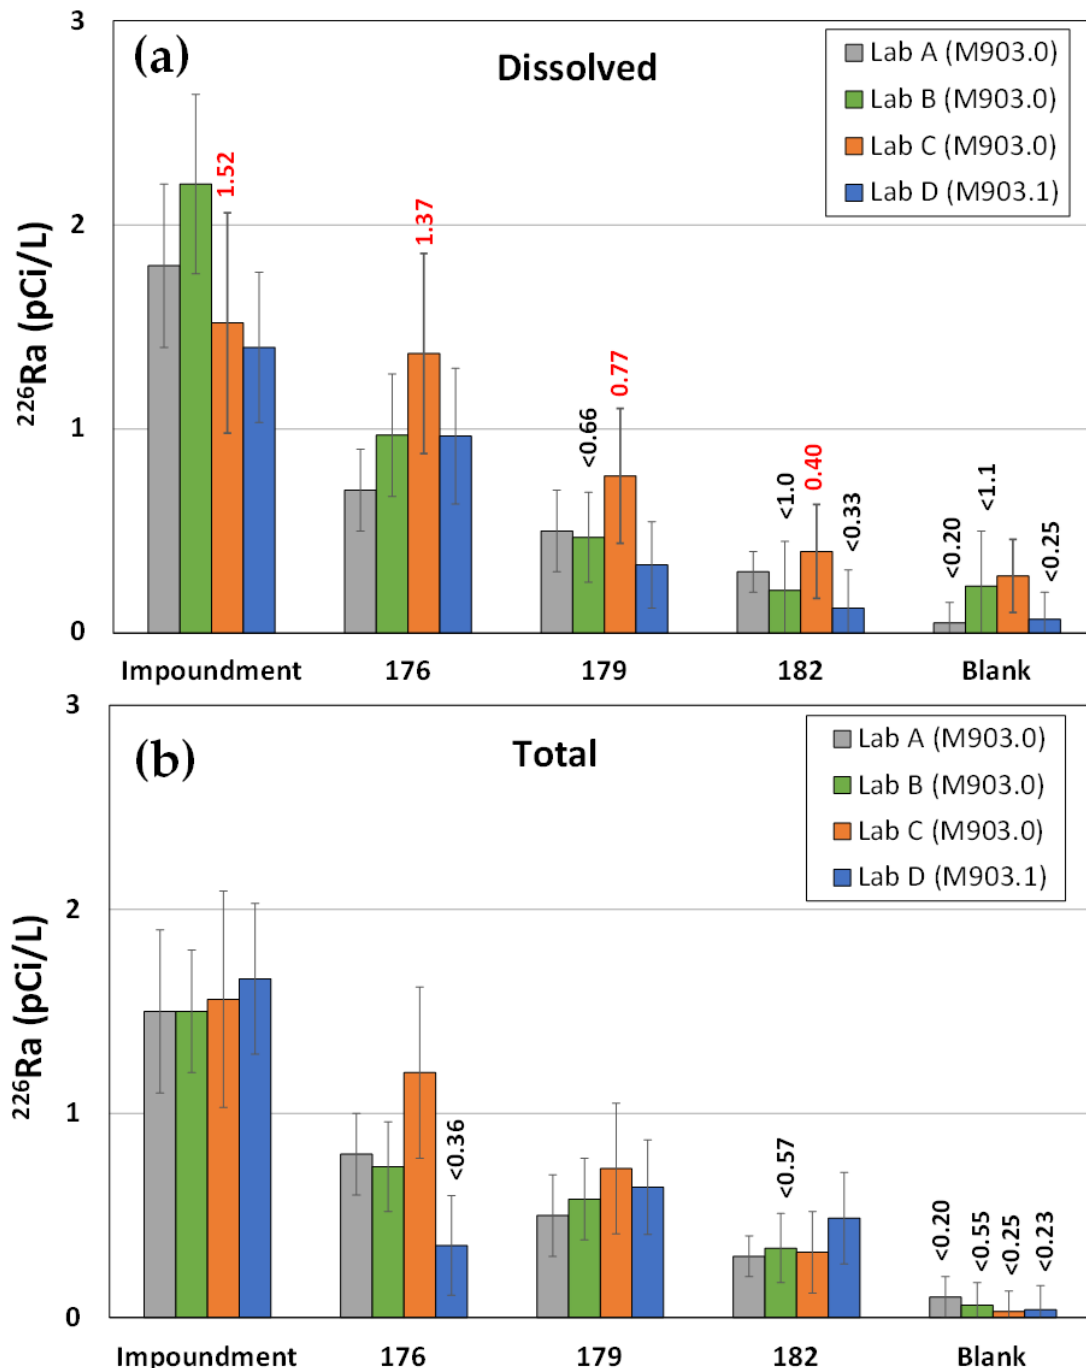 (a)
Dissolved
Lab A (M903.0)
Lab B (M903.0)
Lab C (M903.0)
Lab D (M903.1)
²²⁶Ra (pCi/L)
3
2
1
0
1.52
1.37
<0.66
0.77
<1.0
0.40
<0.33
<0.20
<1.1
<0.25
Impoundment 176 179 182 Blank
(b)
Total
Lab A (M903.0)
Lab B (M903.0)
Lab C (M903.0)
Lab D (M903.1)
²²⁶Ra (pCi/L)
3
2
1
0
<0.36
<0.57
<0.20
<0.55
<0.25
<0.23
Impoundment 176 179 182 Blank